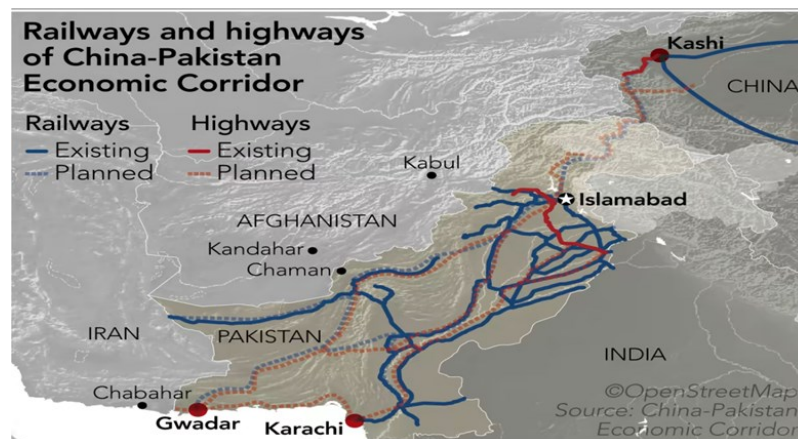 Railways and highways
of China-Pakistan
Economic Corridor
Railways Highways
Existing Existing
Planned Planned
Kashi
CHINA
Kabul
Islamabad
AFGHANISTAN
Kandahar
Chaman
IRAN
PAKISTAN
INDIA
Chabahar
Gwadar
Karachi
©OpenStreetMap
Source: China-Pakistan
Economic Corridor